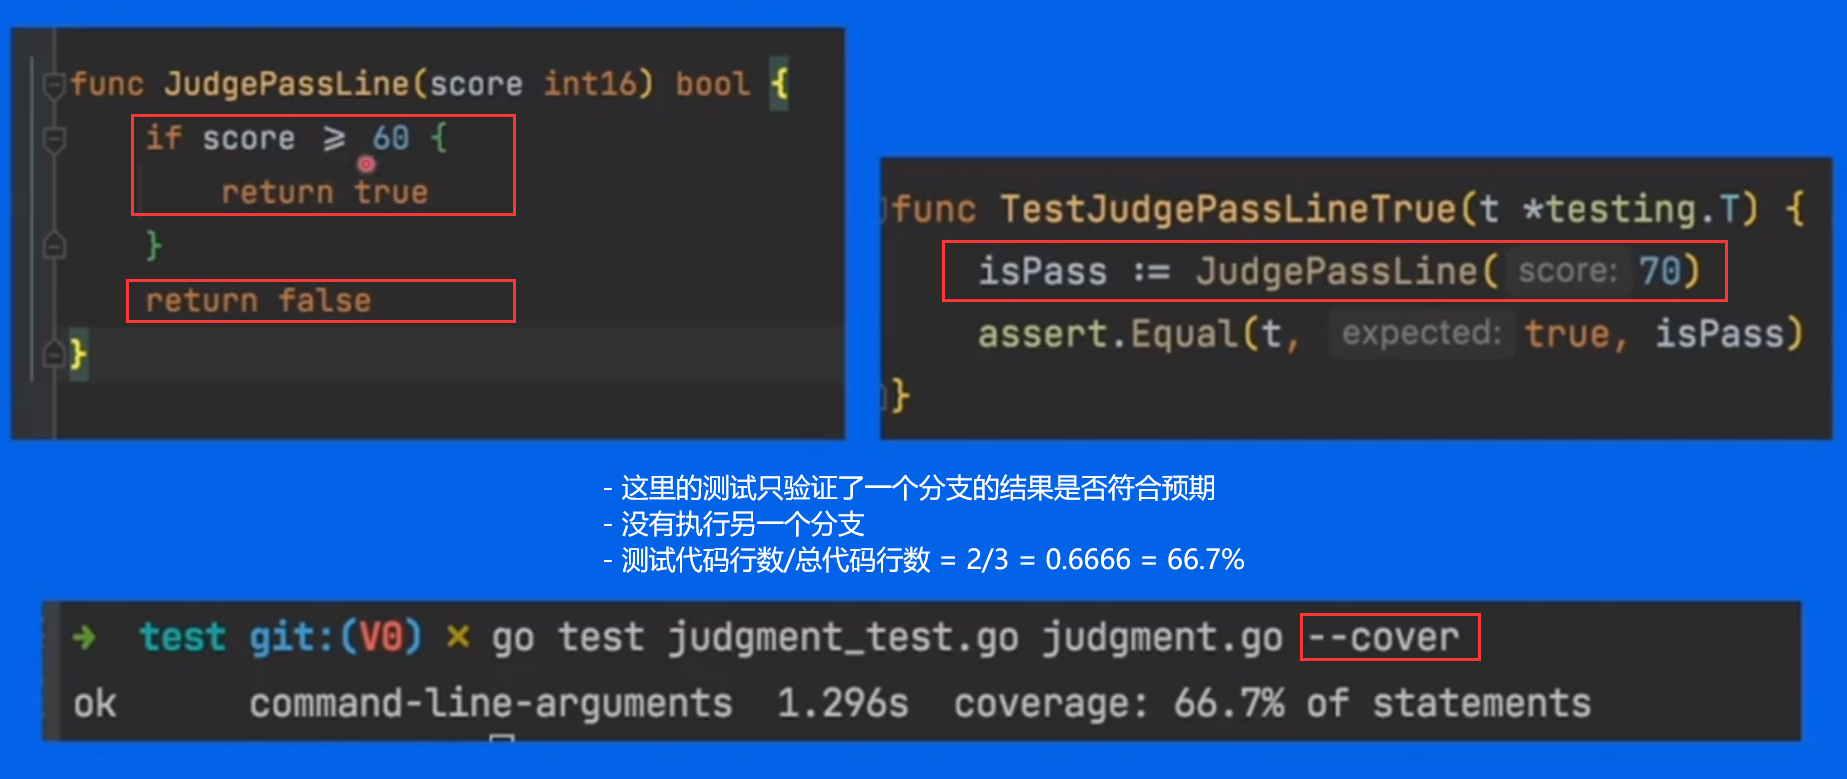 func JudgePassLine(score int16) bool {
if score ⩾ 60 {
return true
}
return false
}
func TestJudgePassLineTrue(t *testing.T) {
isPass := JudgePassLine( score: 70)
assert.Equal(t, expected: true, isPass)
}
- 这里的测试只验证了一个分支的结果是否符合预期
- 没有执行另一个分支
- 测试代码行数/总代码行数 = 2/3 = 0.6666 = 66.7%
➜ test git:(V0) ✗ go test judgment_test.go judgment.go --cover
ok command-line-arguments 1.296s coverage: 66.7% of statements